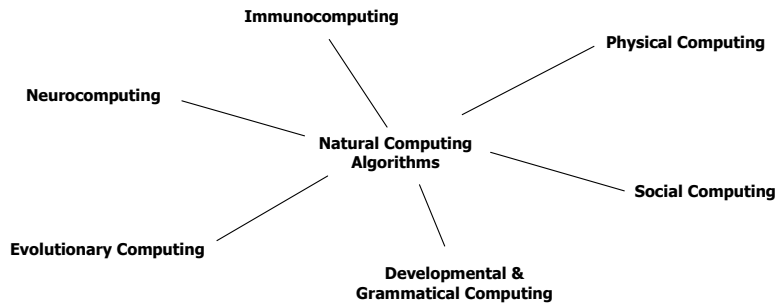 Immunocomputing
Physical Computing
Neurocomputing
Natural Computing
Algorithms
Social Computing
Evolutionary Computing
Developmental &
Grammatical Computing